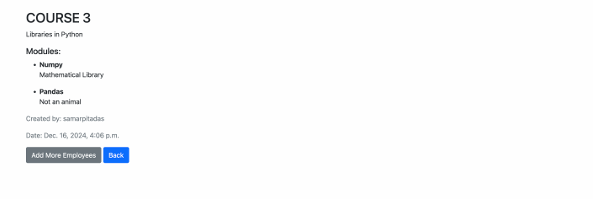 COURSE 3
Libraries in Python
Modules:
• Numpy
Mathematical Library
• Pandas
Not an animal
Created by: samarpitadas
Date: Dec. 16, 2024, 4:06 p.m.
Add More Employees Back